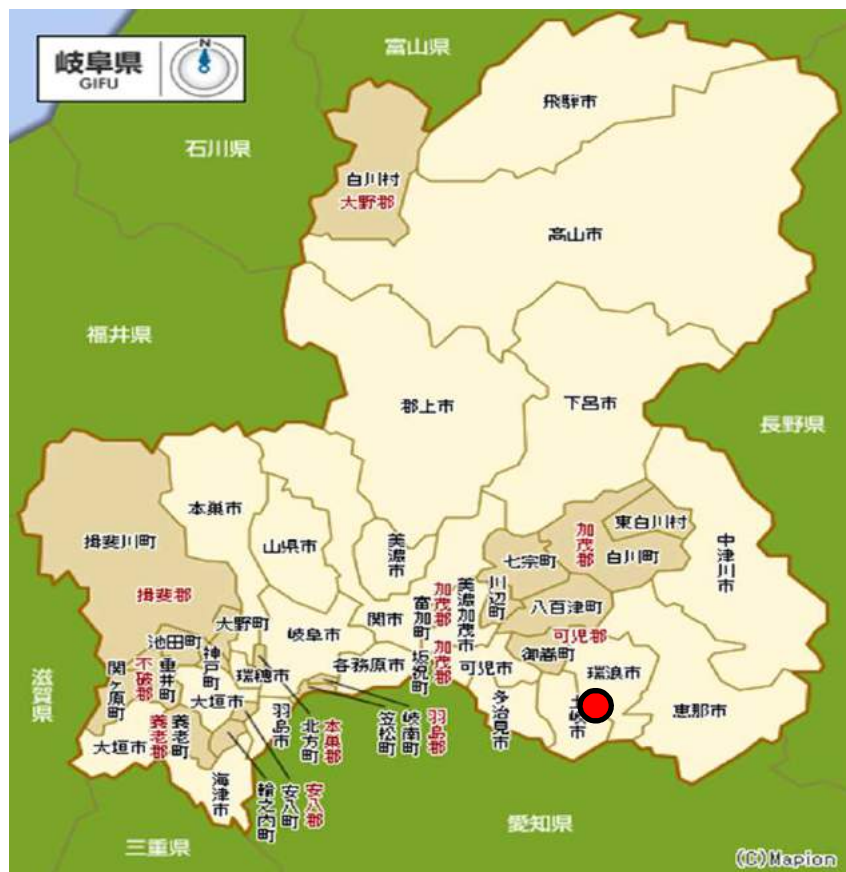 富山県
岐阜県
N
GIFU
飛騨市
石川県
白川村
大野郡
高山市
福井県
郡上市
下呂市
長野県
本巣市
東白川村
揖斐川町
山県市
美濃市
七宗町
加茂郡
白川町
中津川市
揖斐郡
大野町
関市
富加町
加茂郡
美濃加茂市
川辺町
八百津町
池田町
岐阜市
可児郡
御嵩町
滋賀県
関ヶ原町
不破郡
垂井町
神戸町
瑞穂市
各務原市
坂祝町
加茂郡
可児市
瑞浪市
大垣市
羽島市
多治見市
土岐市
恵那市
大垣市
養老郡
養老町
北方町
本巣郡
笠松町
岐南町
羽島郡
海津市
輪之内町
安八町
安八郡
愛知県
三重県
(C)Mapion